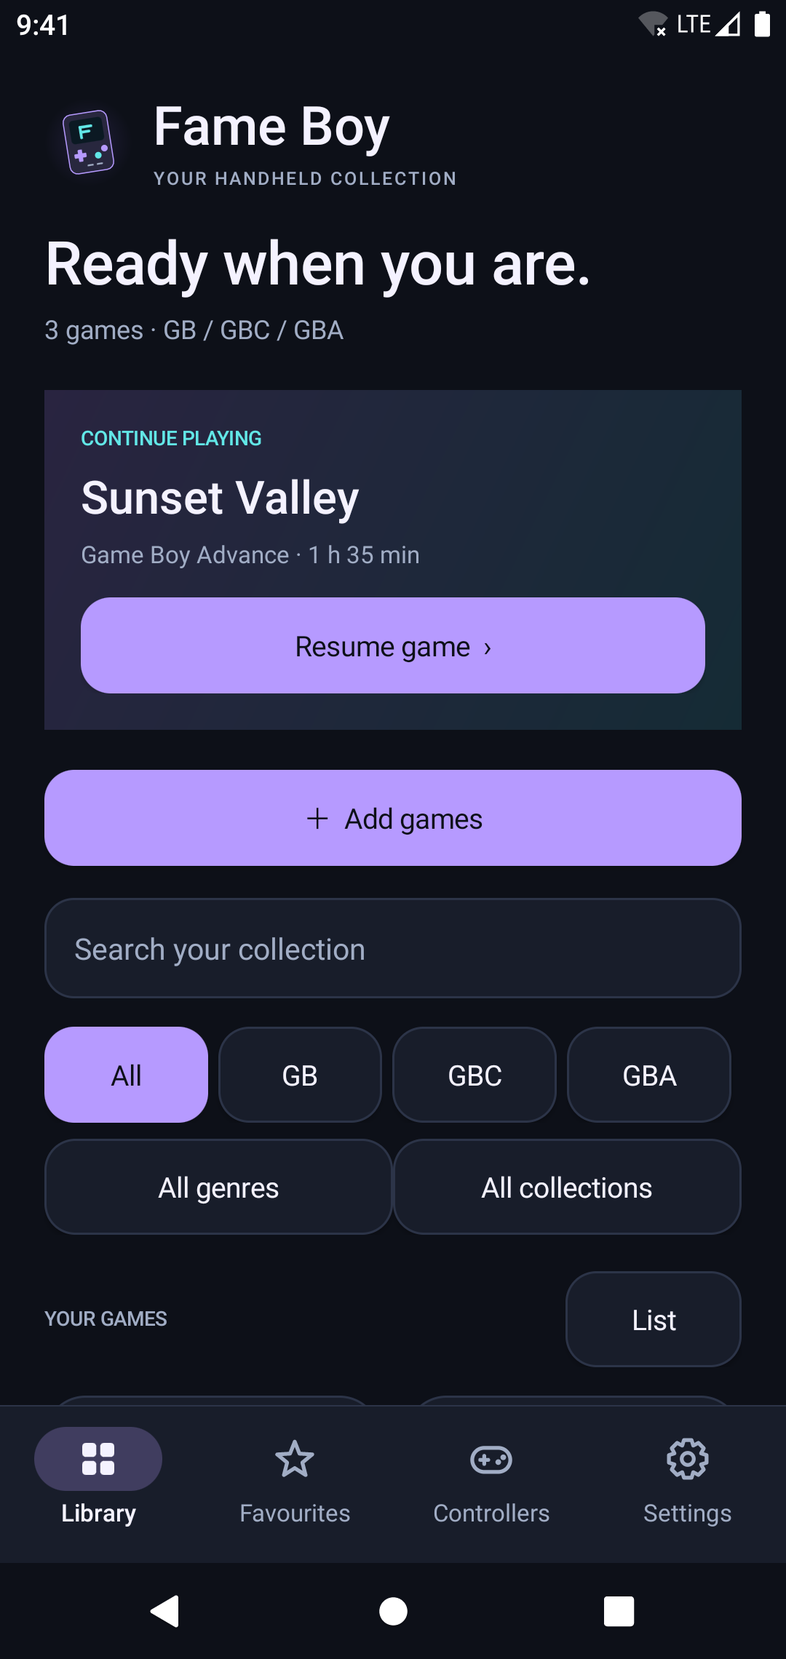 9:41
LTE
F
Fame Boy
YOUR HANDHELD COLLECTION
Ready when you are.
3 games · GB / GBC / GBA
CONTINUE PLAYING
Sunset Valley
Game Boy Advance · 1 h 35 min
Resume game ›
+ Add games
Search your collection
All GB GBC GBA
All genres All collections
YOUR GAMES List
Library Favourites Controllers Settings